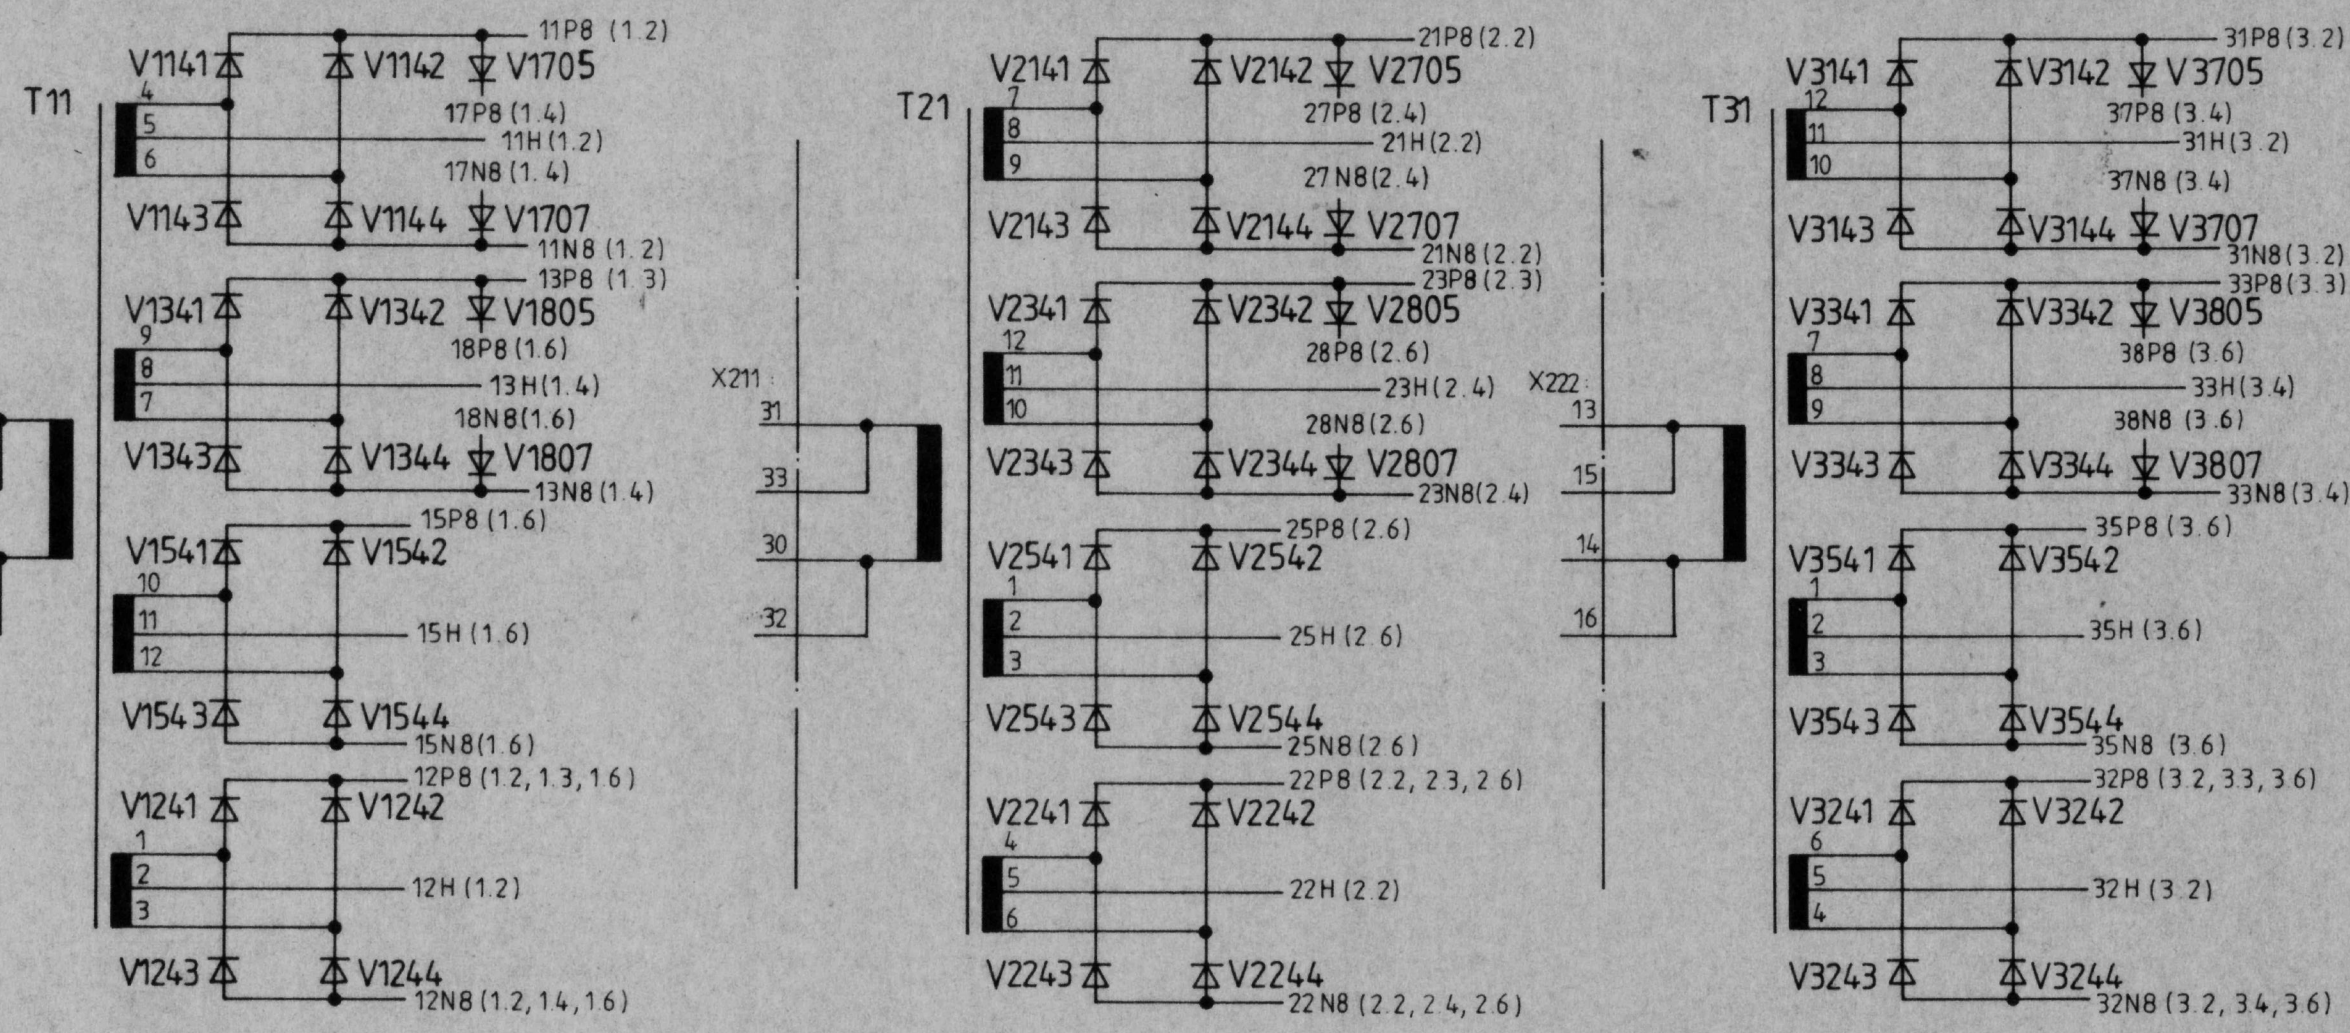 11P8 (1.2)
V1141 V1142 V1705
T11
4
17P8 (1.4)
5
11H (1.2)
6
17N8 (1.4)
V1143 V1144 V1707
11N8 (1.2)
13P8 (1.3)
V1341 V1342 V1805
9
18P8 (1.6)
8
13H (1.4)
7
18N8 (1.6)
V1343 V1344 V1807
13N8 (1.4)
15P8 (1.6)
V1541 V1542
10
11
15H (1.6)
12
V1543 V1544
15N8 (1.6)
12P8 (1.2, 1.3, 1.6)
V1241 V1242
1
2
12H (1.2)
3
V1243 V1244
12N8 (1.2, 1.4, 1.6)
X211:
31
33
30
32
21P8 (2.2)
V2141 V2142 V2705
T21
7
27P8 (2.4)
8
21H (2.2)
9
27N8 (2.4)
V2143 V2144 V2707
21N8 (2.2)
23P8 (2.3)
V2341 V2342 V2805
12
28P8 (2.6)
11
23H (2.4)
10
28N8 (2.6)
V2343 V2344 V2807
23N8 (2.4)
25P8 (2.6)
V2541 V2542
1
2
25H (2.6)
3
V2543 V2544
25N8 (2.6)
22P8 (2.2, 2.3, 2.6)
V2241 V2242
4
5
22H (2.2)
6
V2243 V2244
22N8 (2.2, 2.4, 2.6)
X222:
13
15
14
16
31P8 (3.2)
V3141 V3142 V3705
T31
12
37P8 (3.4)
11
31H (3.2)
10
37N8 (3.4)
V3143 V3144 V3707
31N8 (3.2)
33P8 (3.3)
V3341 V3342 V3805
7
38P8 (3.6)
8
33H (3.4)
9
38N8 (3.6)
V3343 V3344 V3807
33N8 (3.4)
35P8 (3.6)
V3541 V3542
1
2
35H (3.6)
3
V3543 V3544
35N8 (3.6)
32P8 (3.2, 3.3, 3.6)
V3241 V3242
6
5
32H (3.2)
4
V3243 V3244
32N8 (3.2, 3.4, 3.6)